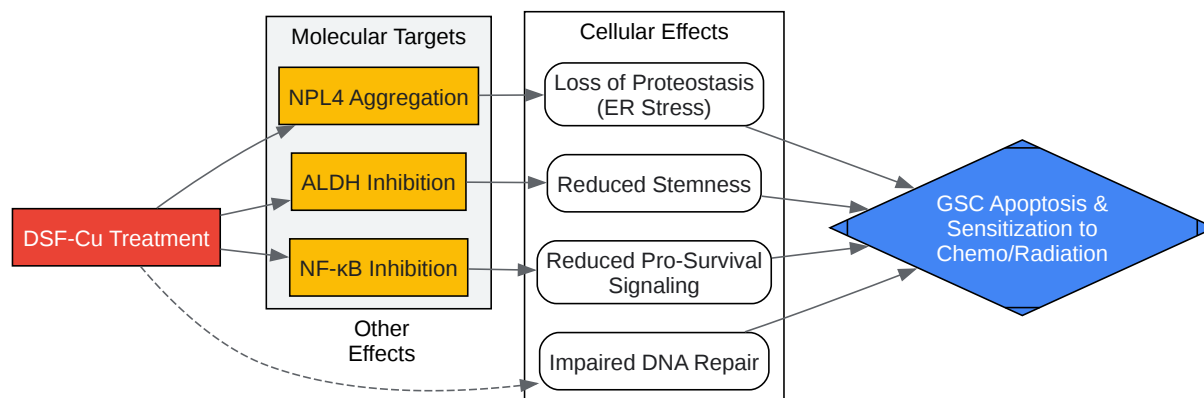 Molecular Targets
Cellular Effects
NPL4 Aggregation
Loss of Proteostasis
(ER Stress)
ALDH Inhibition
Reduced Stemness
DSF-Cu Treatment
GSC Apoptosis &
Sensitization to
Chemo/Radiation
NF-κB Inhibition
Reduced Pro-Survival
Signaling
Other
Effects
Impaired DNA Repair